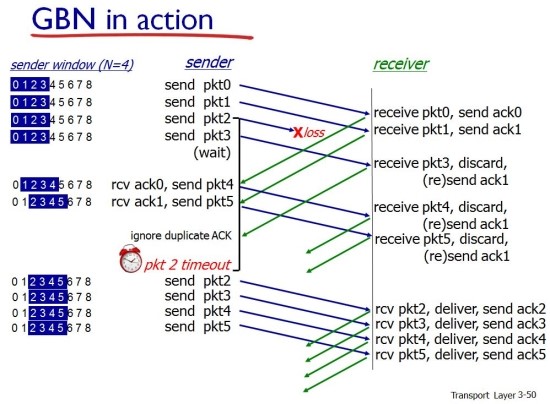 GBN in action
sender window (N=4)
sender
receiver
0 1 2 3 4 5 6 7 8
send pkt0
0 1 2 3 4 5 6 7 8
send pkt1
0 1 2 3 4 5 6 7 8
send pkt2
0 1 2 3 4 5 6 7 8
send pkt3
(wait)
X loss
receive pkt0, send ack0
receive pkt1, send ack1
receive pkt3, discard,
(re)send ack1
0 1 2 3 4 5 6 7 8
rcv ack0, send pkt4
0 1 2 3 4 5 6 7 8
rcv ack1, send pkt5
receive pkt4, discard,
(re)send ack1
receive pkt5, discard,
(re)send ack1
ignore duplicate ACK
pkt 2 timeout
0 1 2 3 4 5 6 7 8
send pkt2
0 1 2 3 4 5 6 7 8
send pkt3
0 1 2 3 4 5 6 7 8
send pkt4
0 1 2 3 4 5 6 7 8
send pkt5
rcv pkt2, deliver, send ack2
rcv pkt3, deliver, send ack3
rcv pkt4, deliver, send ack4
rcv pkt5, deliver, send ack5
Transport Layer 3-50